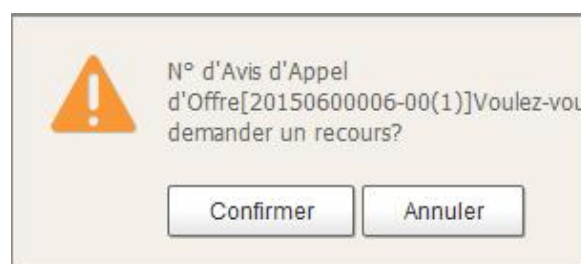 N° d'Avis d'Appel
d'Offre[20150600006-00(1)]Voulez-vou
demander un recours?
Confirmer
Annuler